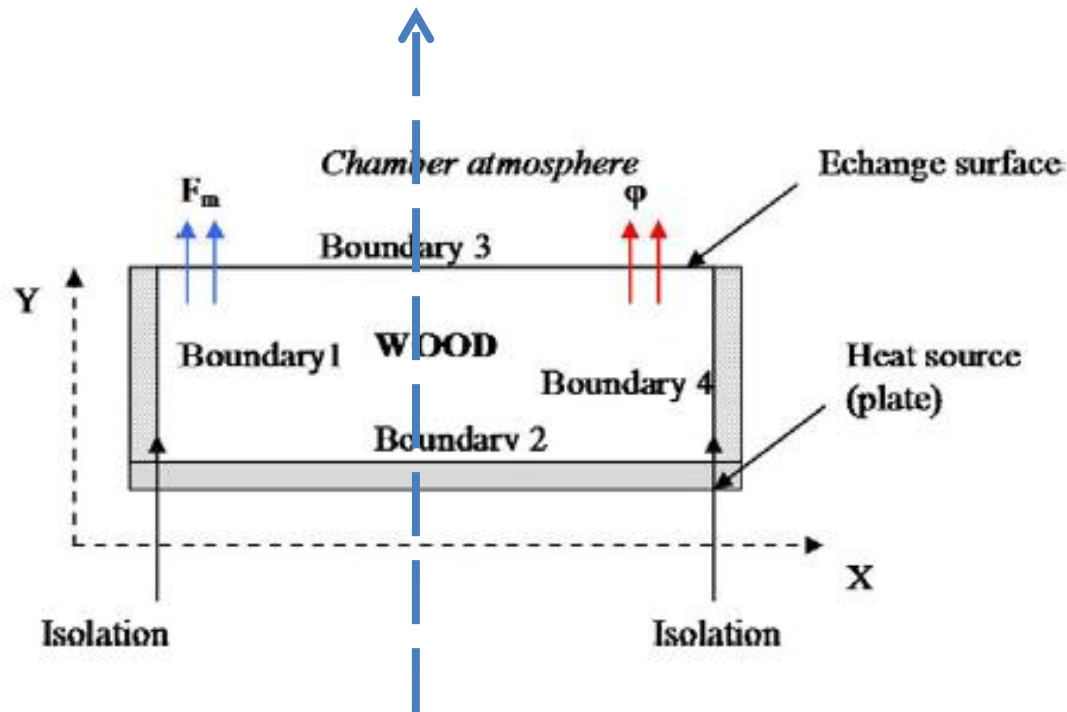 Chamber atmosphere
Echange surface
Fm
φ
Boundary 3
Y
WOOD
Boundary1
Heat source
(plate)
Boundary 4
Boundary 2
X
Isolation
Isolation